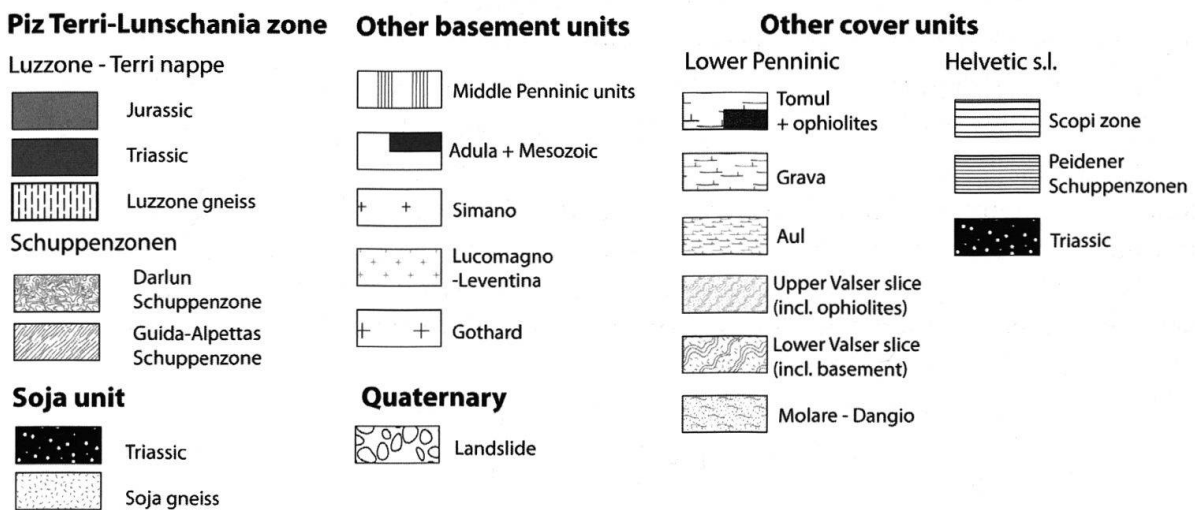 Piz Terri-Lunschania zone
Luzzone - Terri nappe
Jurassic
Triassic
Luzzone gneiss
Schuppenzonen
Darlun
Schuppenzone
Guida-Alpettas
Schuppenzone
Soja unit
Triassic
Soja gneiss
Other basement units
Middle Penninic units
Adula + Mesozoic
Simano
Lucomagno
-Leventina
Gothard
Quaternary
Landslide
Other cover units
Lower Penninic
Tomul
+ ophiolites
Grava
Aul
Upper Valser slice
(incl. ophiolites)
Lower Valser slice
(incl. basement)
Molare - Dangio
Helvetic s.l.
Scopi zone
Peidener
Schuppenzonen
Triassic